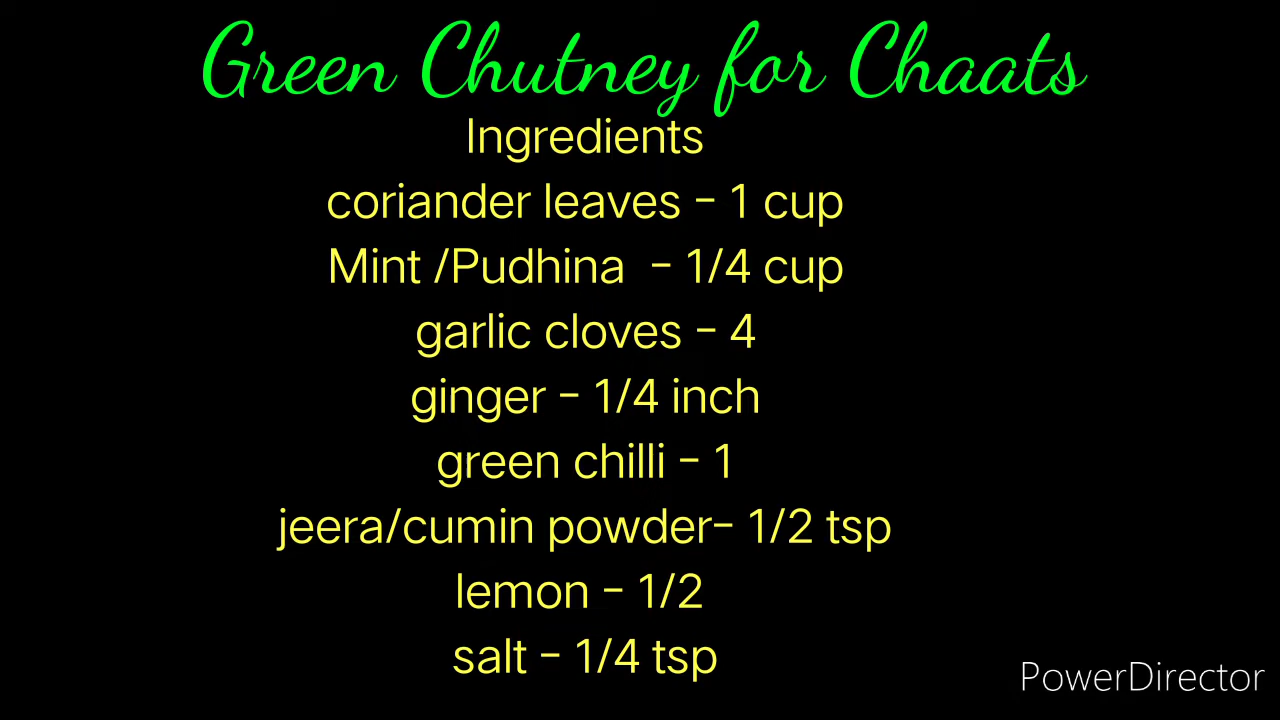 Green Chutney for Chaats
Ingredients
coriander leaves - 1 cup
Mint /Pudhina  - 1/4 cup
garlic cloves - 4
ginger - 1/4 inch
green chilli - 1
jeera/cumin powder- 1/2 tsp
lemon - 1/2
salt - 1/4 tsp
PowerDirector